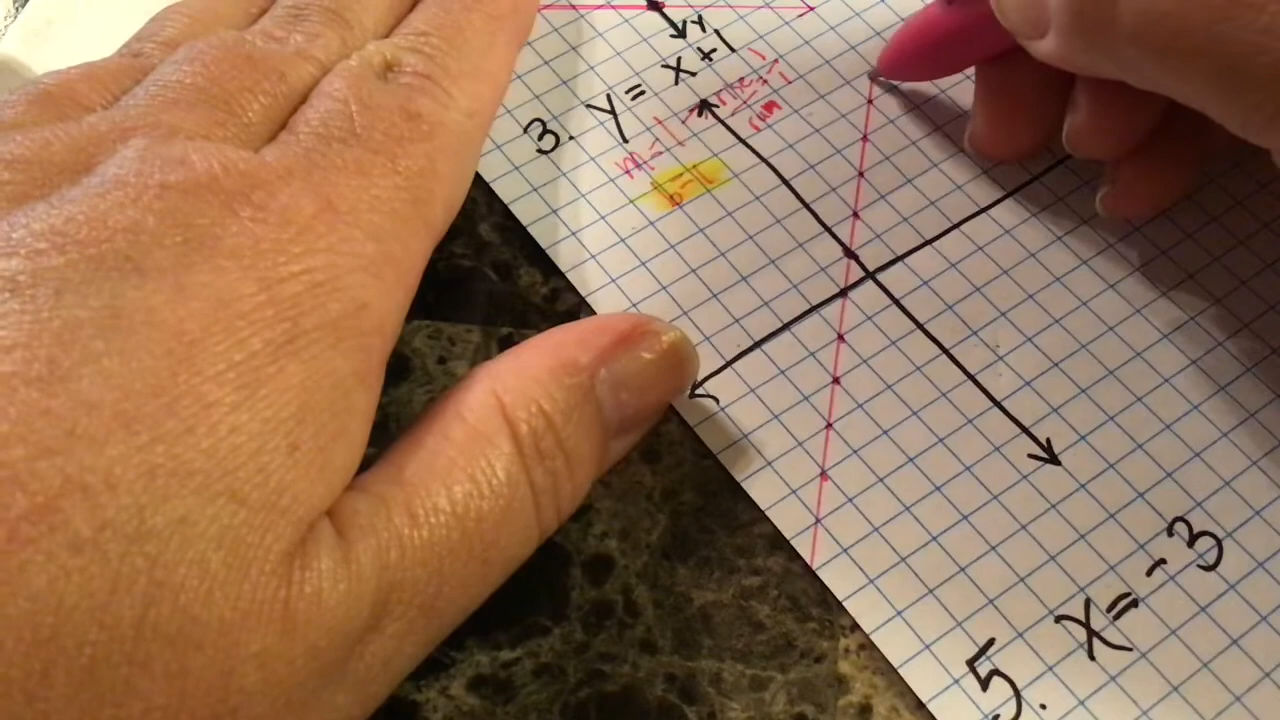 Y
3. Y = x + 1
m = 1 → rise 1
run 1
b = 1
5. X = -3